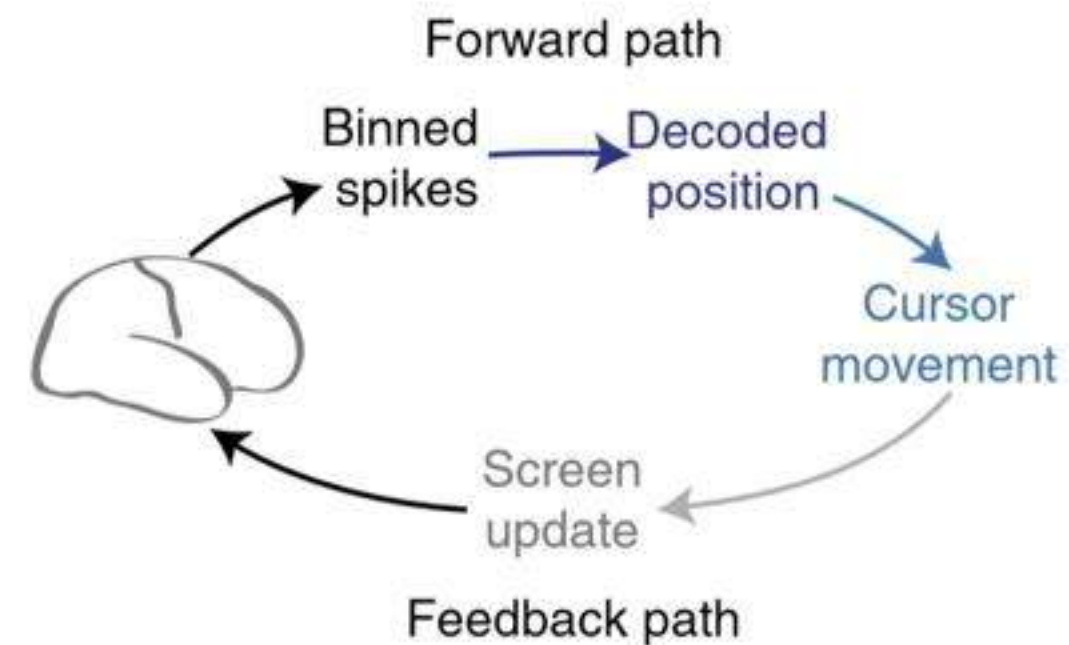 Forward path
Binned
spikes
Decoded
position
Cursor
movement
Screen
update
Feedback path